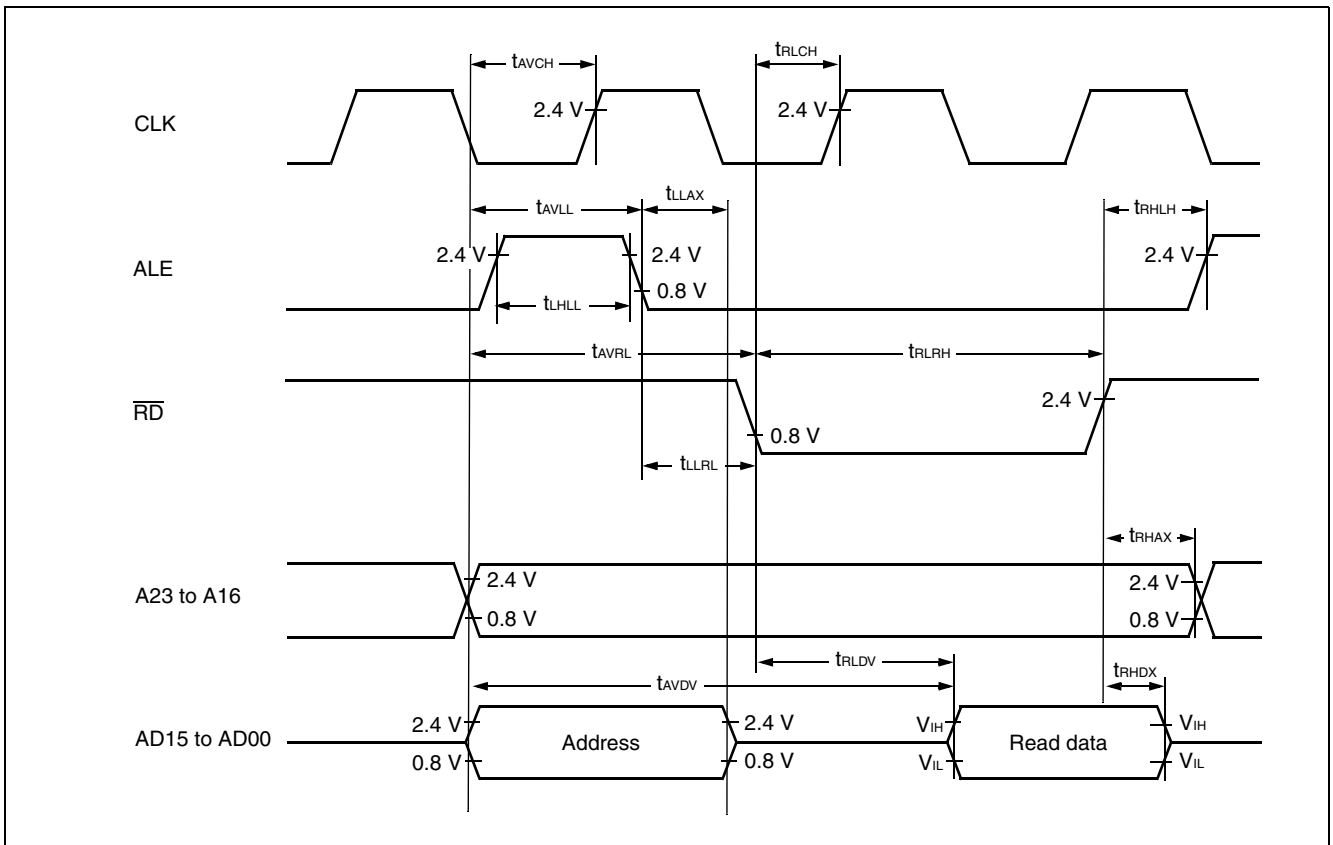 tAVCH
tRLCH
CLK
2.4 V
2.4 V
tAVLL
tLLAX
tRHLH
ALE
2.4 V
2.4 V
2.4 V
0.8 V
tLHLL
tAVRL
tRLRH
RD
2.4 V
0.8 V
tLLRL
tRHAX
A23 to A16
2.4 V
2.4 V
0.8 V
0.8 V
tRLDV
tAVDV
tRHDX
AD15 to AD00
2.4 V
Address
2.4 V
VIH
Read data
VIH
0.8 V
0.8 V
VIL
VIL